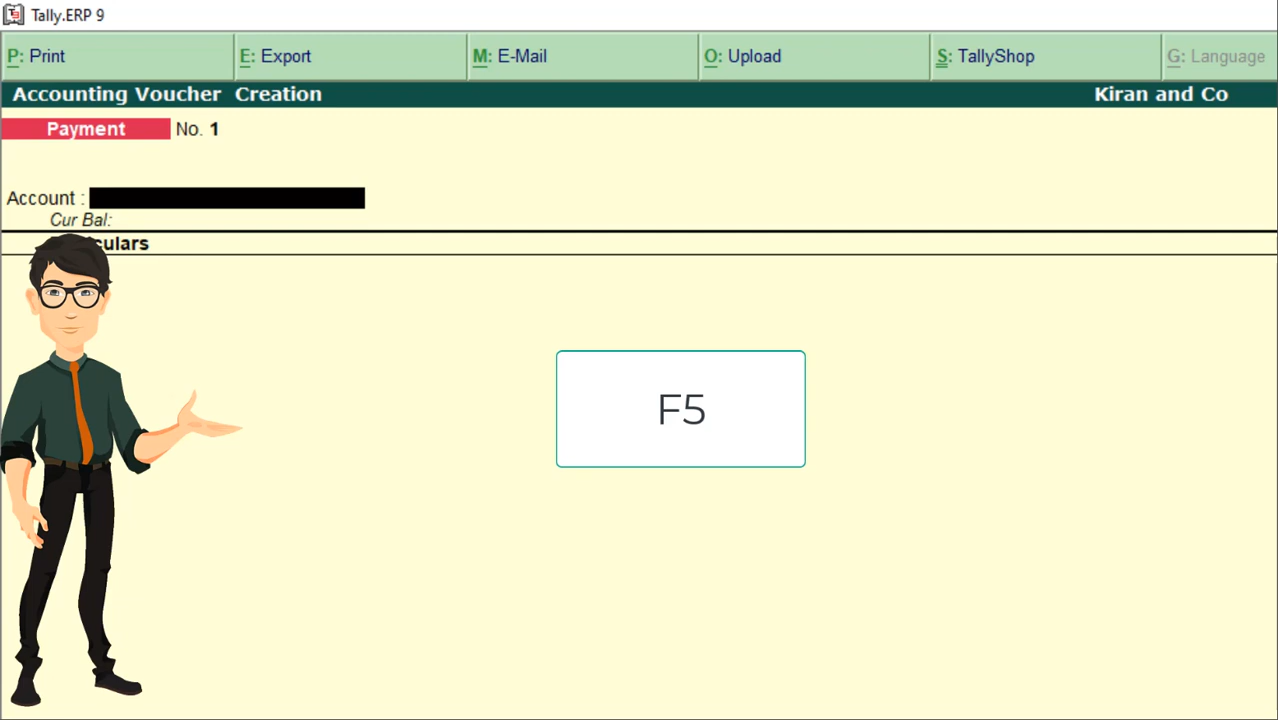 Tally.ERP 9
P: Print E: Export M: E-Mail O: Upload S: TallyShop G: Language
Accounting Voucher Creation Kiran and Co
Payment No. 1
Account :
Cur Bal:
culars
F5